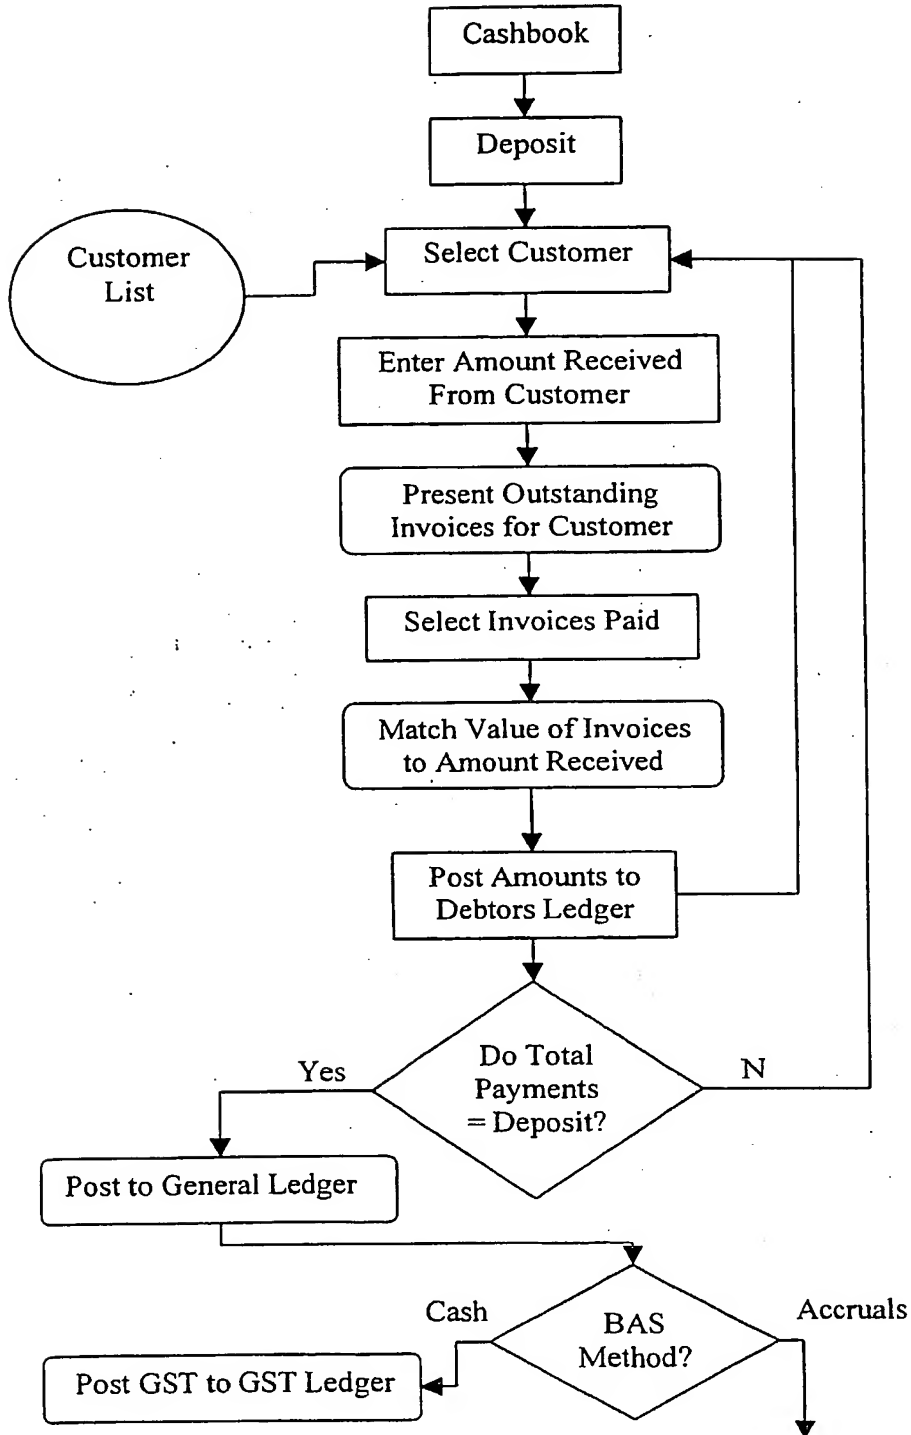 Cashbook
Deposit
Customer
List
Select Customer
Enter Amount Received
From Customer
Present Outstanding
Invoices for Customer
Select Invoices Paid
Match Value of Invoices
to Amount Received
Post Amounts to
Debtors Ledger
Do Total
Payments
= Deposit?
Yes
N
Post to General Ledger
BAS
Method?
Cash
Accruals
Post GST to GST Ledger